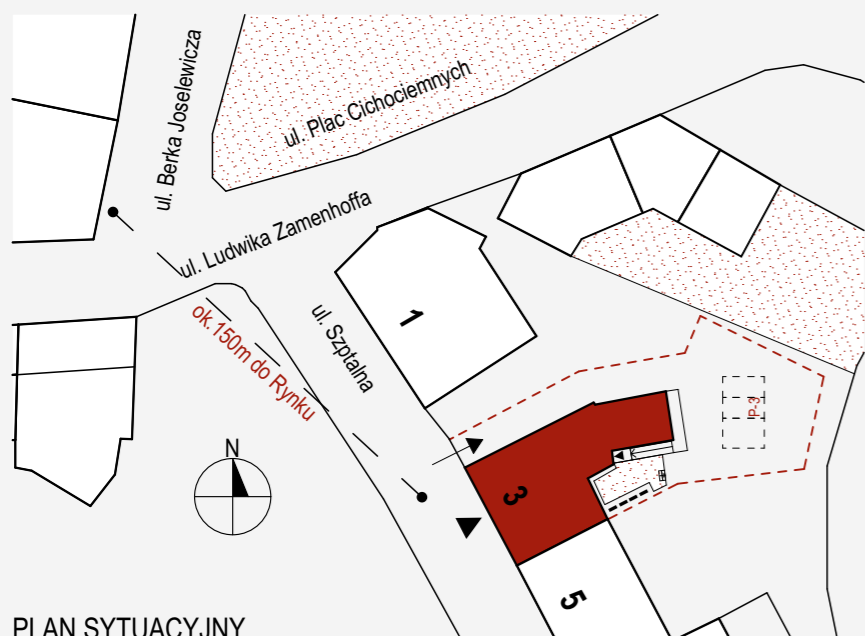 ul. Berka Joselewicza
ul. Plac Cichociemnych
ul. Ludwika Zamenhoffa
ul. Szptalna
ok.150m do Rynku
1
N
P-3
3
5
PLAN SYTUACYJNY